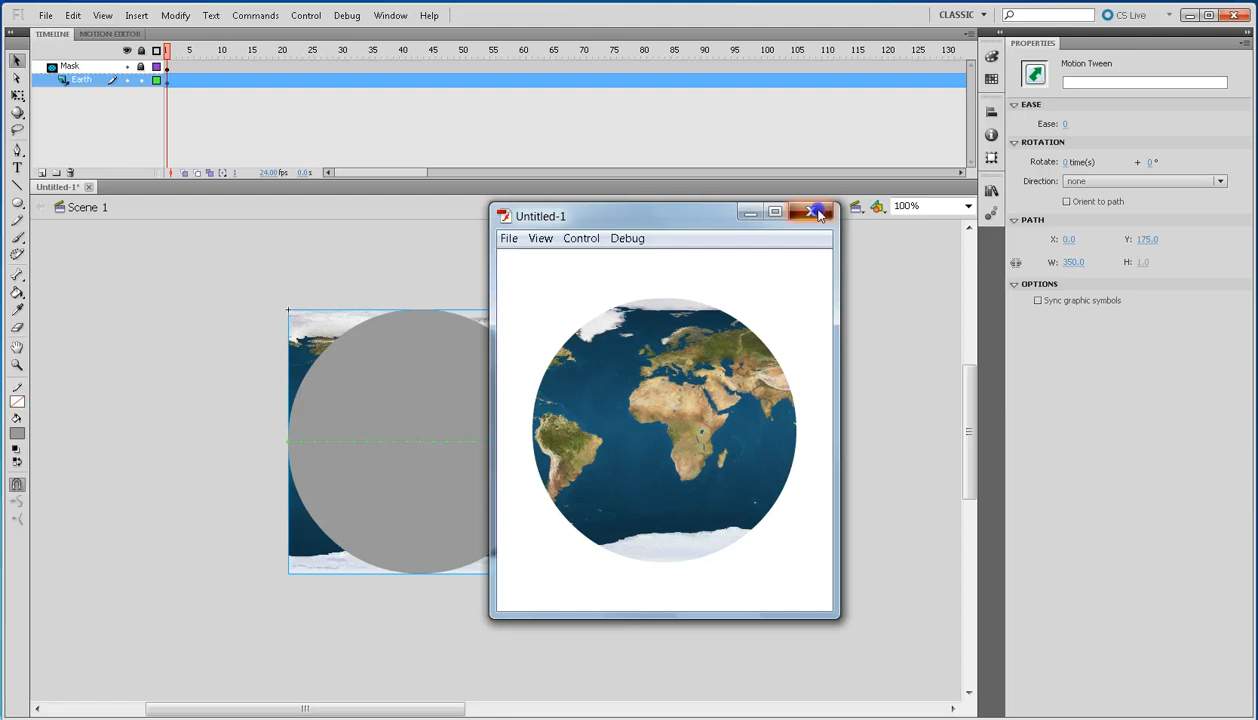 Fl File Edit View Insert Modify Text Commands Control Debug Window Help CLASSIC CS Live
TIMELINE MOTION EDITOR
1 5 10 15 20 25 30 35 40 45 50 55 60 65 70 75 80 85 90 95 100 105 110 115 120 125 130
Mask
Earth
1 24.00 fps 0.0 s
Untitled-1* x
Scene 1 100%
Untitled-1
File View Control Debug
PROPERTIES
Motion Tween
EASE
Ease: 0
ROTATION
Rotate: 0 time(s) + 0 °
Direction: none
Orient to path
PATH
X: 0.0 Y: 175.0
W: 350.0 H: 1.0
OPTIONS
Sync graphic symbols